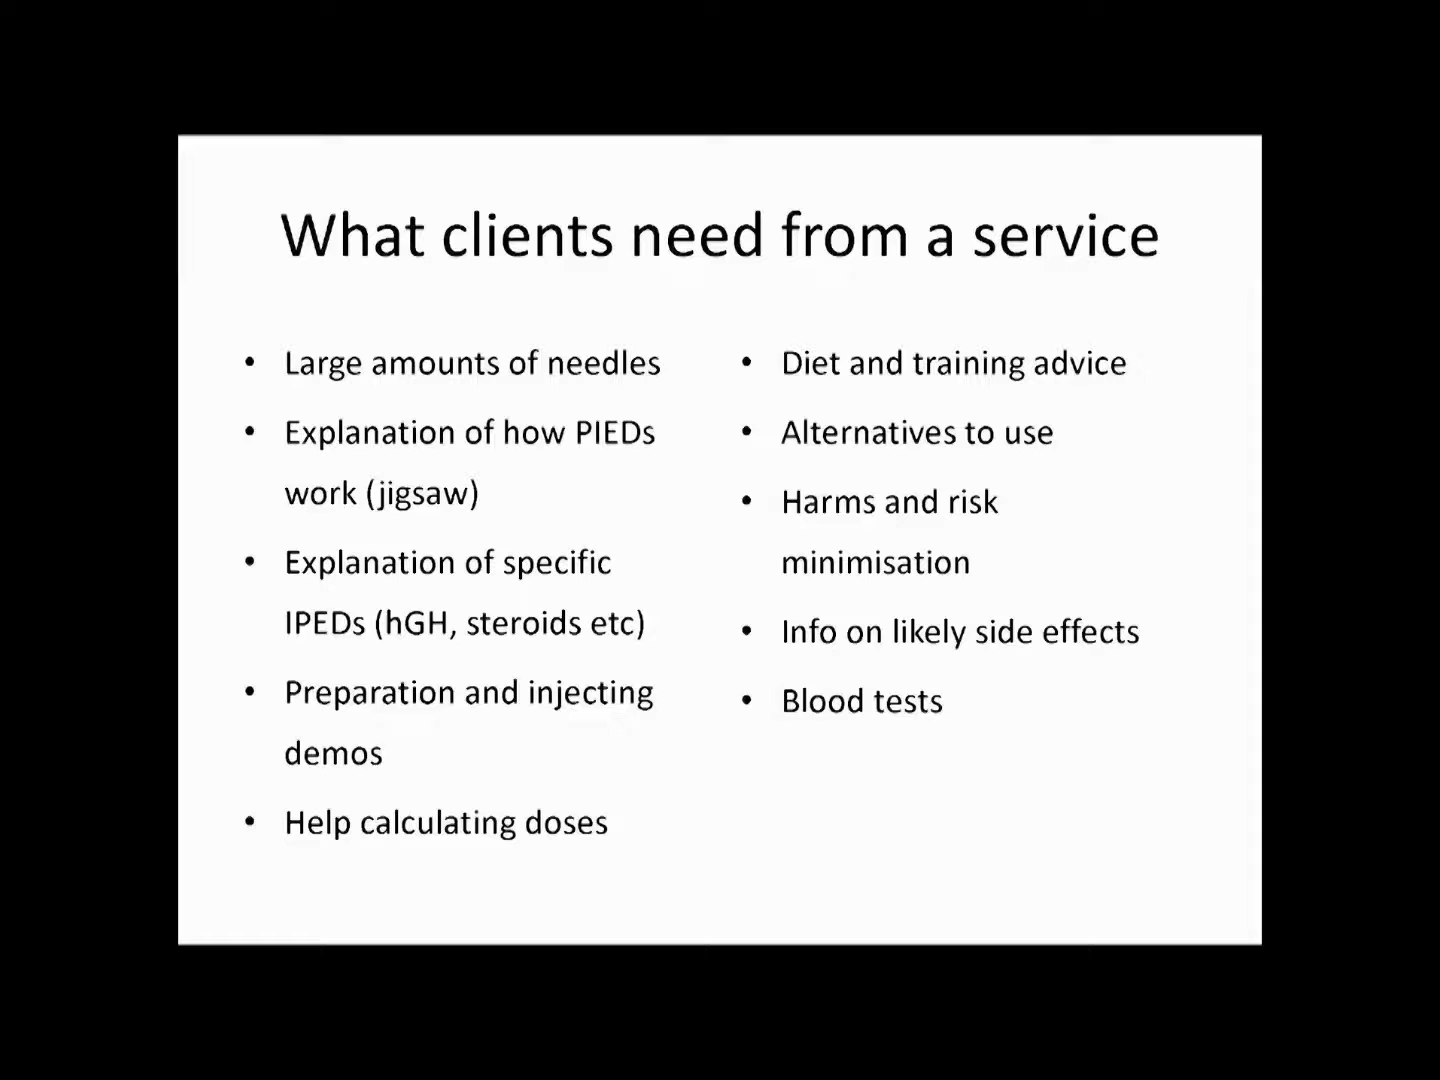 What clients need from a service
• Large amounts of needles
• Explanation of how PIEDs
work (jigsaw)
• Explanation of specific
IPEDs (hGH, steroids etc)
• Preparation and injecting
demos
• Help calculating doses
• Diet and training advice
• Alternatives to use
• Harms and risk
minimisation
• Info on likely side effects
• Blood tests